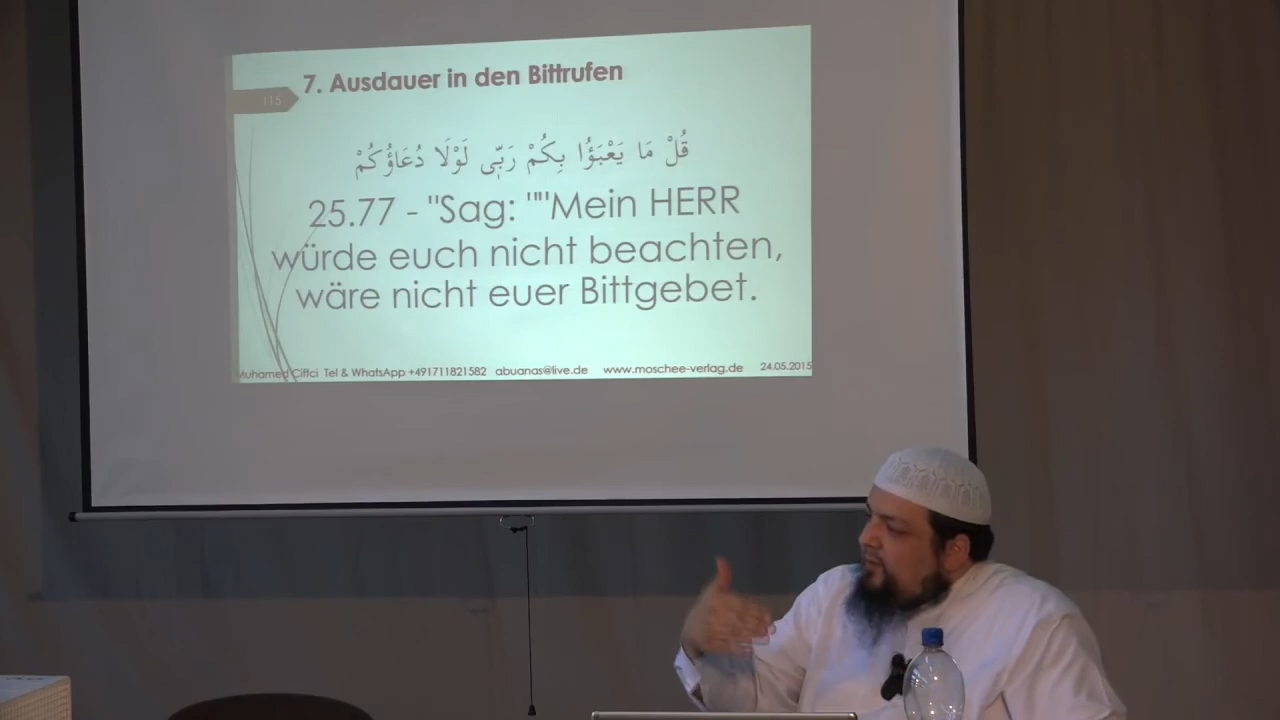 7. Ausdauer in den Bittrufen
115
قُلْ مَا يَعْبَؤُا بِكُمْ رَبِّى لَوْلَا دُعَاؤُكُمْ
25.77 - "Sag: ""Mein HERR
würde euch nicht beachten,
wäre nicht euer Bittgebet.
Muhamed Ciftci Tel & WhatsApp +491711821582 abuanas@live.de www.moschee-verlag.de 24.05.2015